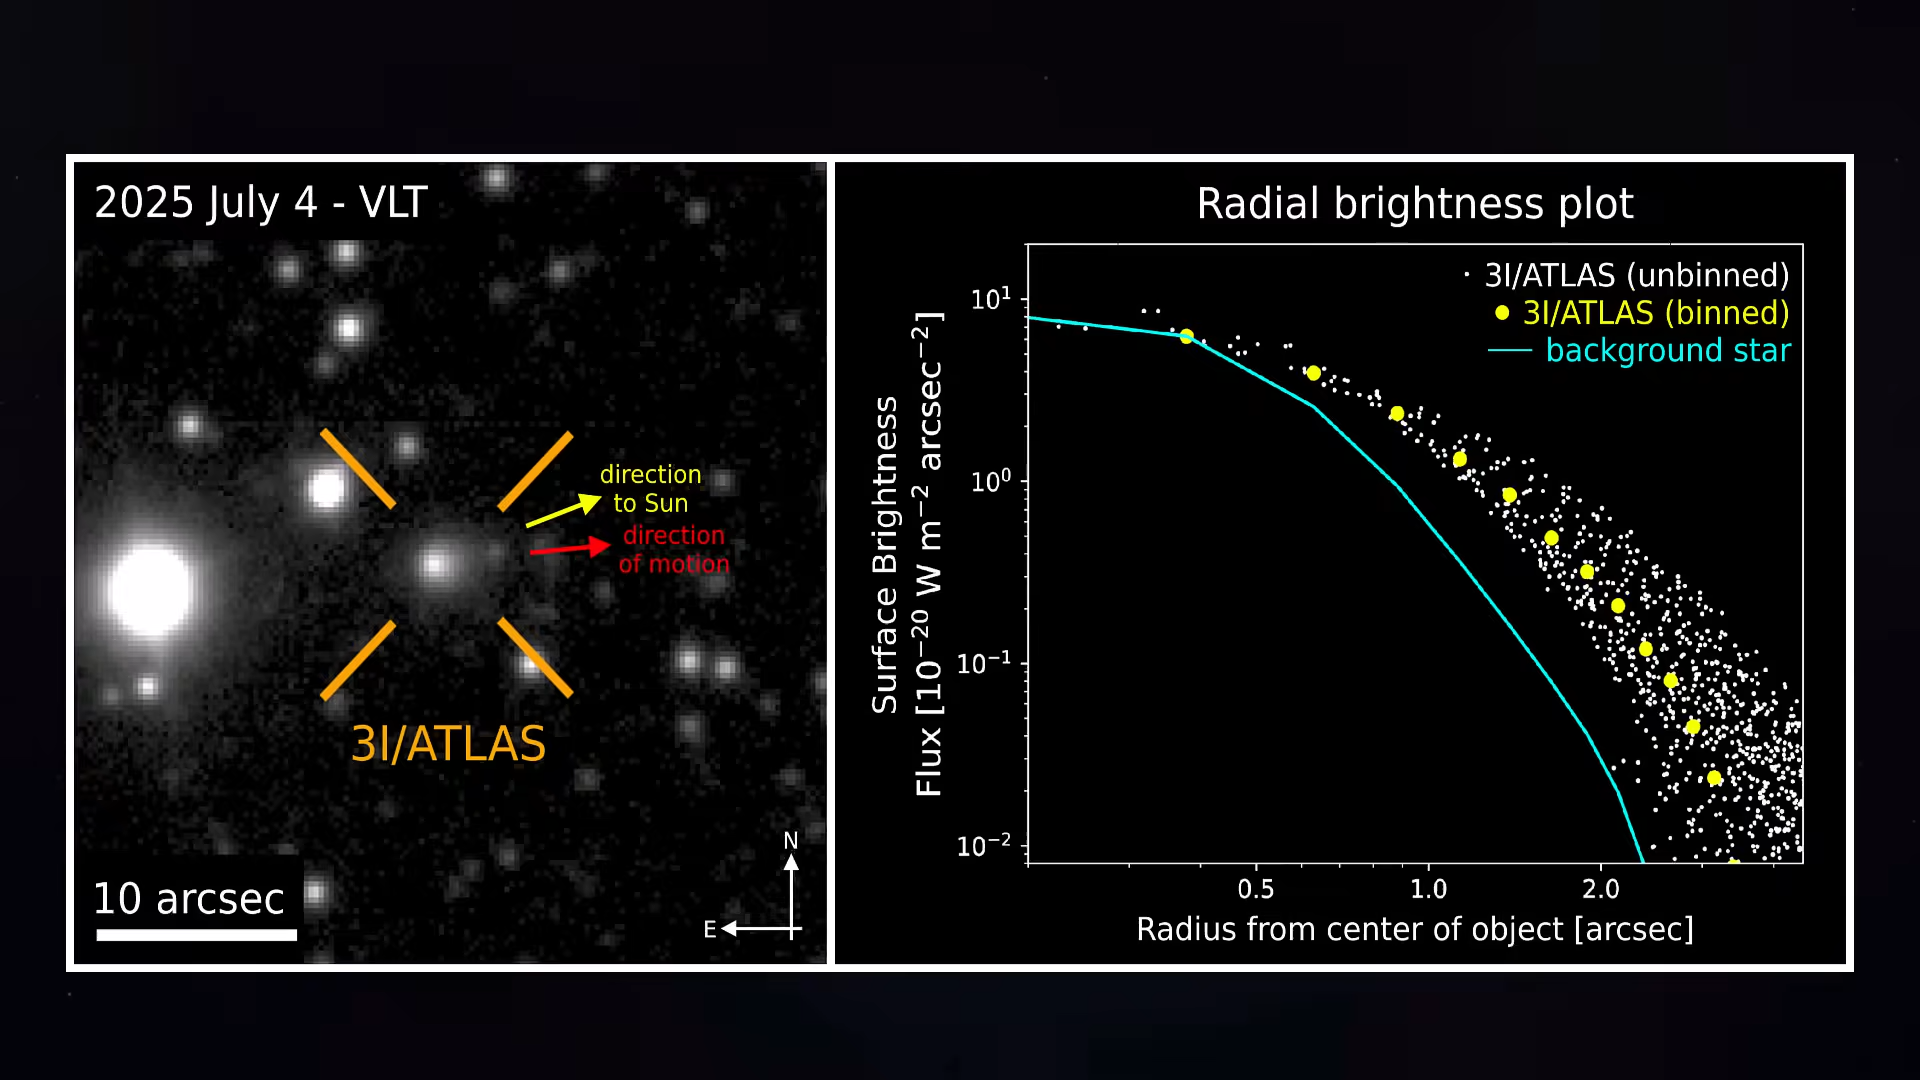 2025 July 4 - VLT
direction
to Sun
direction
of motion
3I/ATLAS
10 arcsec
N
E
Radial brightness plot
3I/ATLAS (unbinned)
3I/ATLAS (binned)
background star
Surface Brightness
Flux [10⁻²⁰ W m⁻² arcsec⁻²]
10¹
10⁰
10⁻¹
10⁻²
0.5 1.0 2.0
Radius from center of object [arcsec]